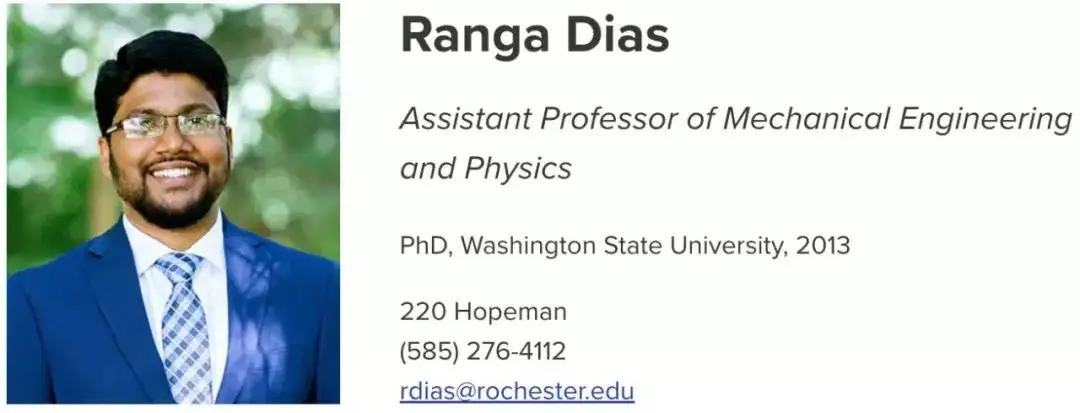 Ranga Dias
Assistant Professor of Mechanical Engineering
and Physics
PhD, Washington State University, 2013
220 Hopeman
(585) 276-4112
rdias@rochester.edu